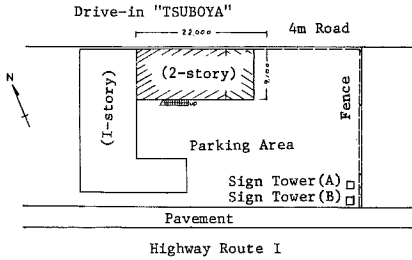 Drive-in "TSUBOYA"
22,000
4m Road
N
(1-story)
(2-story)
9,100
Fence
Parking Area
Sign Tower(A)
Sign Tower(B)
Pavement
Highway Route I